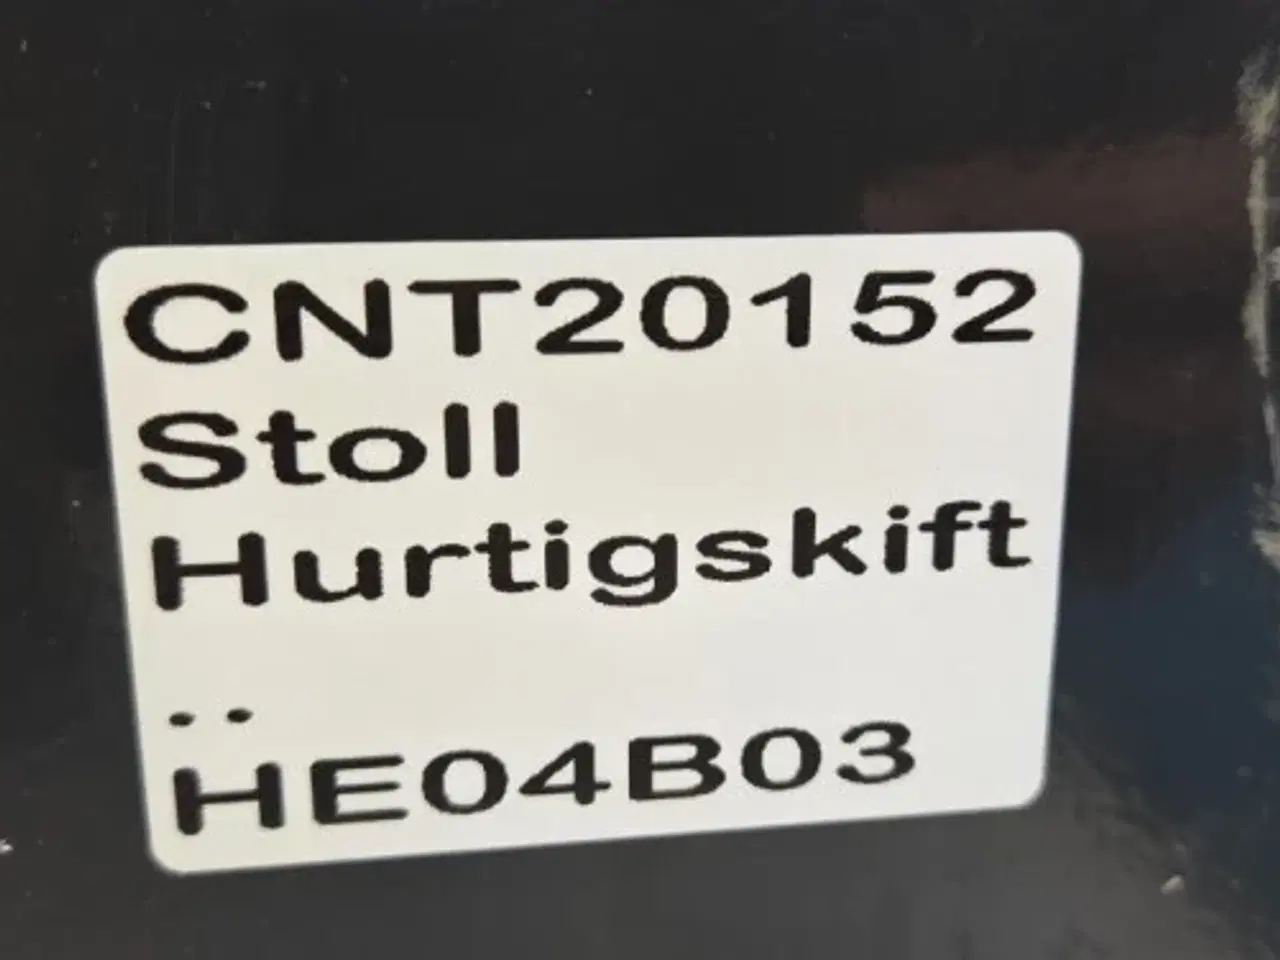 CNT20152
Stoll
Hurtigskift
..
HE04B03